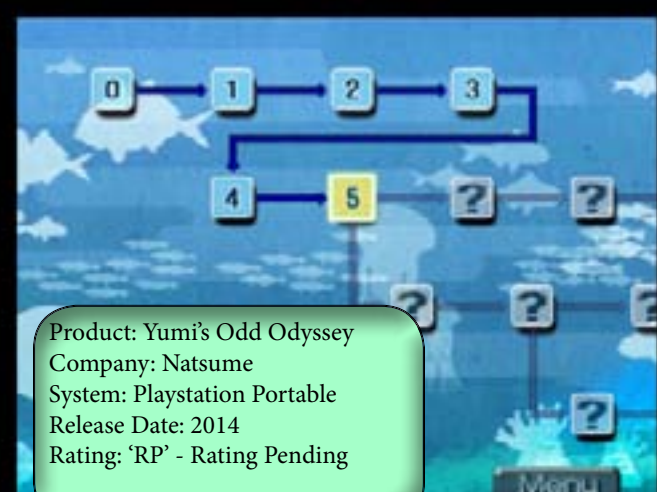 0 1 2 3
4 5 ? ?
? ? ?
Product: Yumi's Odd Odyssey
Company: Natsume
System: Playstation Portable
Release Date: 2014
Rating: 'RP' - Rating Pending
?
Menu